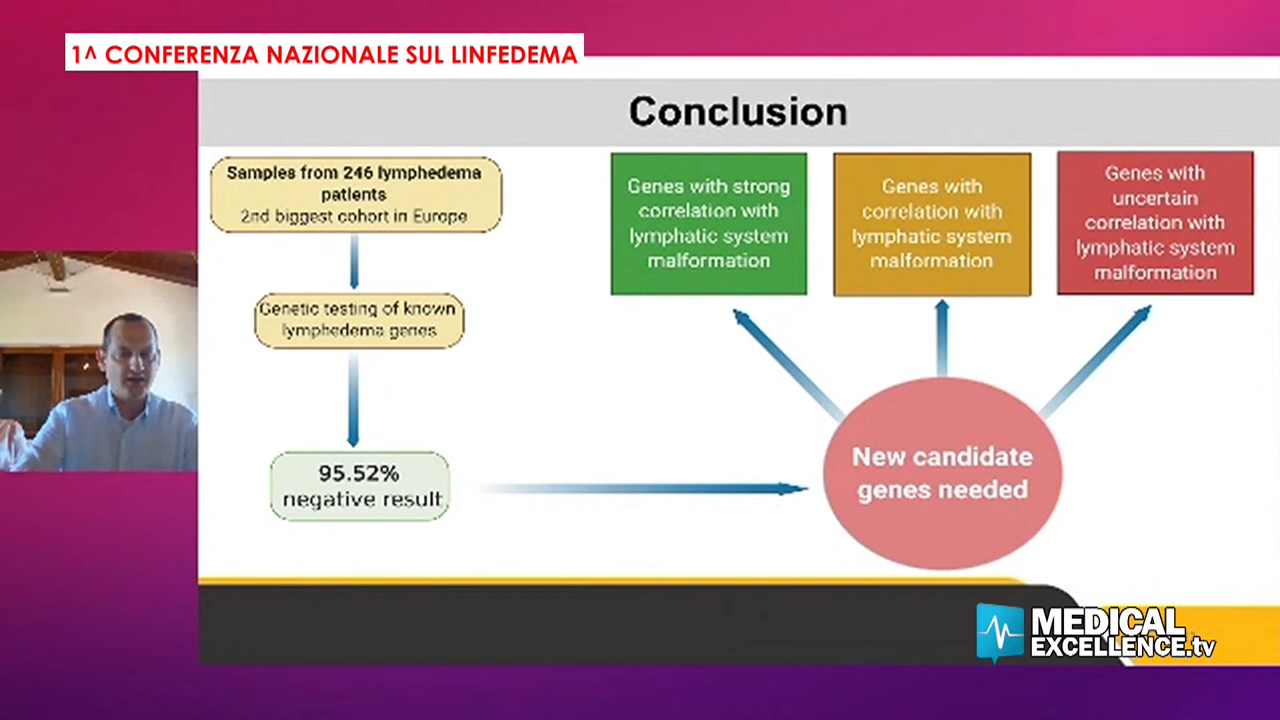 1^ CONFERENZA NAZIONALE SUL LINFEDEMA
Conclusion
Samples from 246 lymphedema
patients
2nd biggest cohort in Europe
Genetic testing of known
lymphedema genes
95.52%
negative result
Genes with strong
correlation with
lymphatic system
malformation
Genes with
correlation with
lymphatic system
malformation
Genes with
uncertain
correlation with
lymphatic system
malformation
New candidate
genes needed
MEDICAL
EXCELLENCE.tv